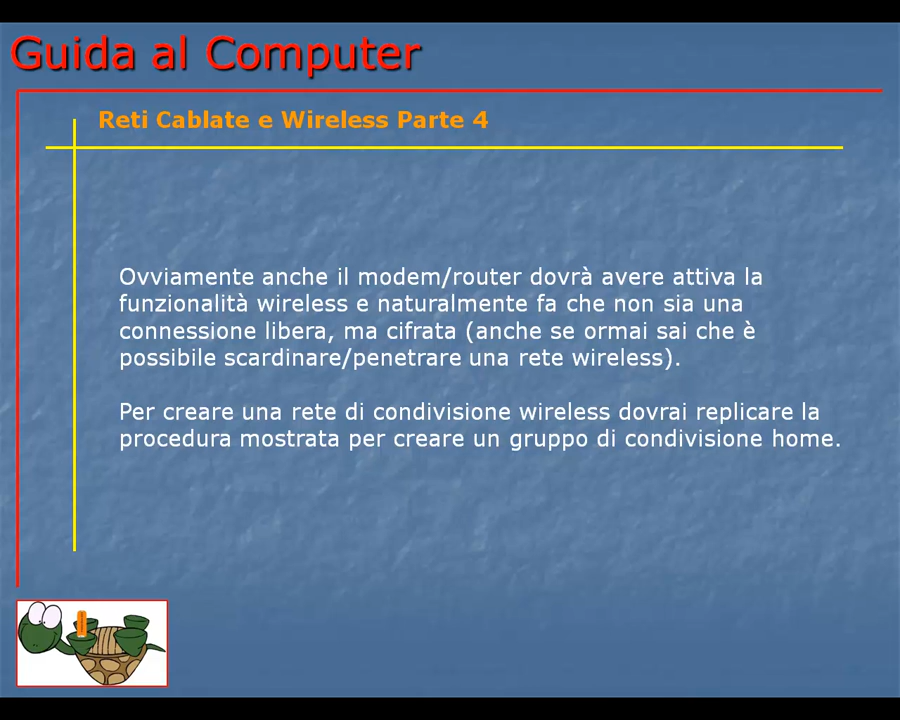 Guida al Computer
Reti Cablate e Wireless Parte 4
Ovviamente anche il modem/router dovrà avere attiva la
funzionalità wireless e naturalmente fa che non sia una
connessione libera, ma cifrata (anche se ormai sai che è
possibile scardinare/penetrare una rete wireless).
Per creare una rete di condivisione wireless dovrai replicare la
procedura mostrata per creare un gruppo di condivisione home.